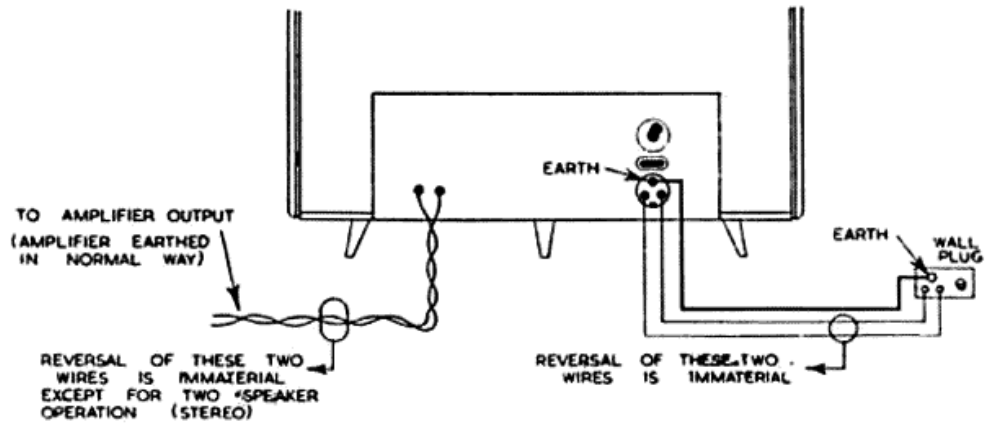 EARTH
TO AMPLIFIER OUTPUT
(AMPLIFIER EARTHED
IN NORMAL WAY)
EARTH
WALL
PLUG
REVERSAL OF THESE TWO
WIRES IS IMMATERIAL
EXCEPT FOR TWO SPEAKER
OPERATION (STEREO)
REVERSAL OF THESE TWO
WIRES IS IMMATERIAL